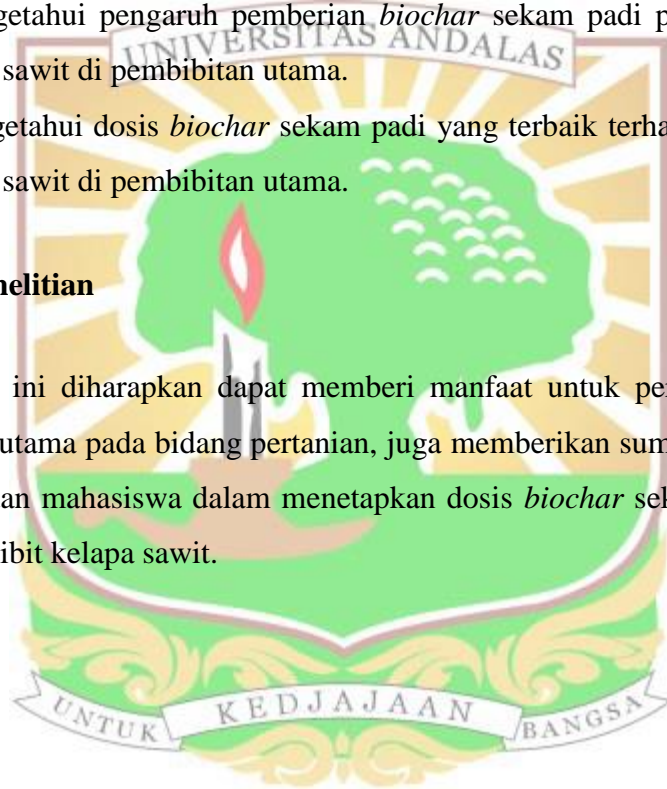 getahui pengaruh pemberian biochar sekam padi p
UNIVERSITAS ANDALAS
sawit di pembibitan utama.
getahui dosis biochar sekam padi yang terbaik terha
sawit di pembibitan utama.
nelitian
ini diharapkan dapat memberi manfaat untuk per
utama pada bidang pertanian, juga memberikan sum
an mahasiswa dalam menetapkan dosis biochar sek
ibit kelapa sawit.
UNTUK KEDJAJAAN BANGSA